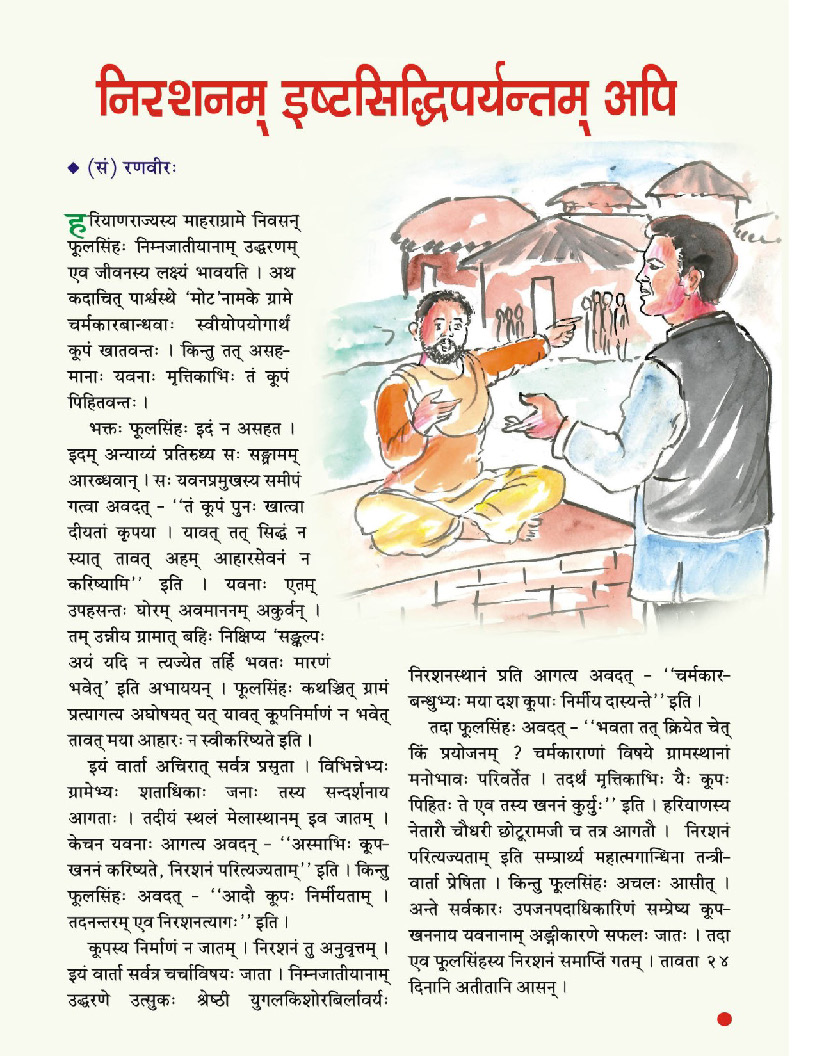 निरशनम् इष्टसिद्धिपर्यन्तम् अपि
◆ (सं) रणवीरः
हरियाणराज्यस्य माहराग्रामे निवसन्
फूलसिंहः निम्नजातीयानाम् उद्धरणम्
एव जीवनस्य लक्ष्यं भावयति । अथ
कदाचित् पार्श्वस्थे ‘मोट’नामके ग्रामे
चर्मकारबान्धवाः स्वीयोपयोगार्थं
कूपं खातवन्तः । किन्तु तत् असह-
मानाः यवनाः मृत्तिकाभिः तं कूपं
पिहितवन्तः ।
भक्तः फूलसिंहः इदं न असहत ।
इदम् अन्याय्यं प्रतिरुध्य सः सङ्ग्रामम्
आरब्धवान् । सः यवनप्रमुखस्य समीपं
गत्वा अवदत् - ‘‘तं कूपं पुनः खात्वा
दीयतां कृपया । यावत् तत् सिद्धं न
स्यात् तावत् अहम् आहारसेवनं न
करिष्यामि’’ इति । यवनाः एतम्
उपहसन्तः घोरम् अवमाननम् अकुर्वन् ।
तम् उन्नीय ग्रामात् बहिः निक्षिप्य ‘सङ्कल्पः
अयं यदि न त्यज्येत तर्हि भवतः मारणं
भवेत्’ इति अभाययन् । फूलसिंहः कथञ्चित् ग्रामं
प्रत्यागत्य अघोषयत् यत् यावत् कूपनिर्माणं न भवेत्
तावत् मया आहारः न स्वीकरिष्यते इति ।
इयं वार्ता अचिरात् सर्वत्र प्रसृता । विभिन्नेभ्यः
ग्रामेभ्यः शताधिकाः जनाः तस्य सन्दर्शनाय
आगताः । तदीयं स्थलं मेलास्थानम् इव जातम् ।
केचन यवनाः आगत्य अवदन् - ‘‘अस्माभिः कूप-
खननं करिष्यते, निरशनं परित्यज्यताम्’’ इति । किन्तु
फूलसिंहः अवदत् - ‘‘आदौ कूपः निर्मीयताम् ।
तदनन्तरम् एव निरशनत्यागः’’ इति ।
कूपस्य निर्माणं न जातम् । निरशनं तु अनुवृत्तम् ।
इयं वार्ता सर्वत्र चर्चाविषयः जाता । निम्नजातीयानाम्
उद्धरणे उत्सुकः श्रेष्ठी युगलकिशोरबिर्लावर्यः
निरशनस्थानं प्रति आगत्य अवदत् - ‘‘चर्मकार-
बन्धुभ्यः मया दश कूपाः निर्मीय दास्यन्ते’’ इति ।
तदा फूलसिंहः अवदत् - ‘‘भवता तत् क्रियेत चेत्
किं प्रयोजनम् ? चर्मकाराणां विषये ग्रामस्थानां
मनोभावः परिवर्तेत । तदर्थं मृत्तिकाभिः यैः कूपः
पिहितः ते एव तस्य खननं कुर्युः’’ इति । हरियाणस्य
नेतारौ चौधरी छोटूरामजी च तत्र आगतौ । निरशनं
परित्यज्यताम् इति सम्प्रार्थ्य महात्मगान्धिना तन्त्री-
वार्ता प्रेषिता । किन्तु फूलसिंहः अचलः आसीत् ।
अन्ते सर्वकारः उपजनपदाधिकारिणं सम्प्रेष्य कूप-
खननाय यवनानाम् अङ्गीकारणे सफलः जातः । तदा
एव फूलसिंहस्य निरशनं समाप्तिं गतम् । तावता २४
दिनानि अतीतानि आसन् ।